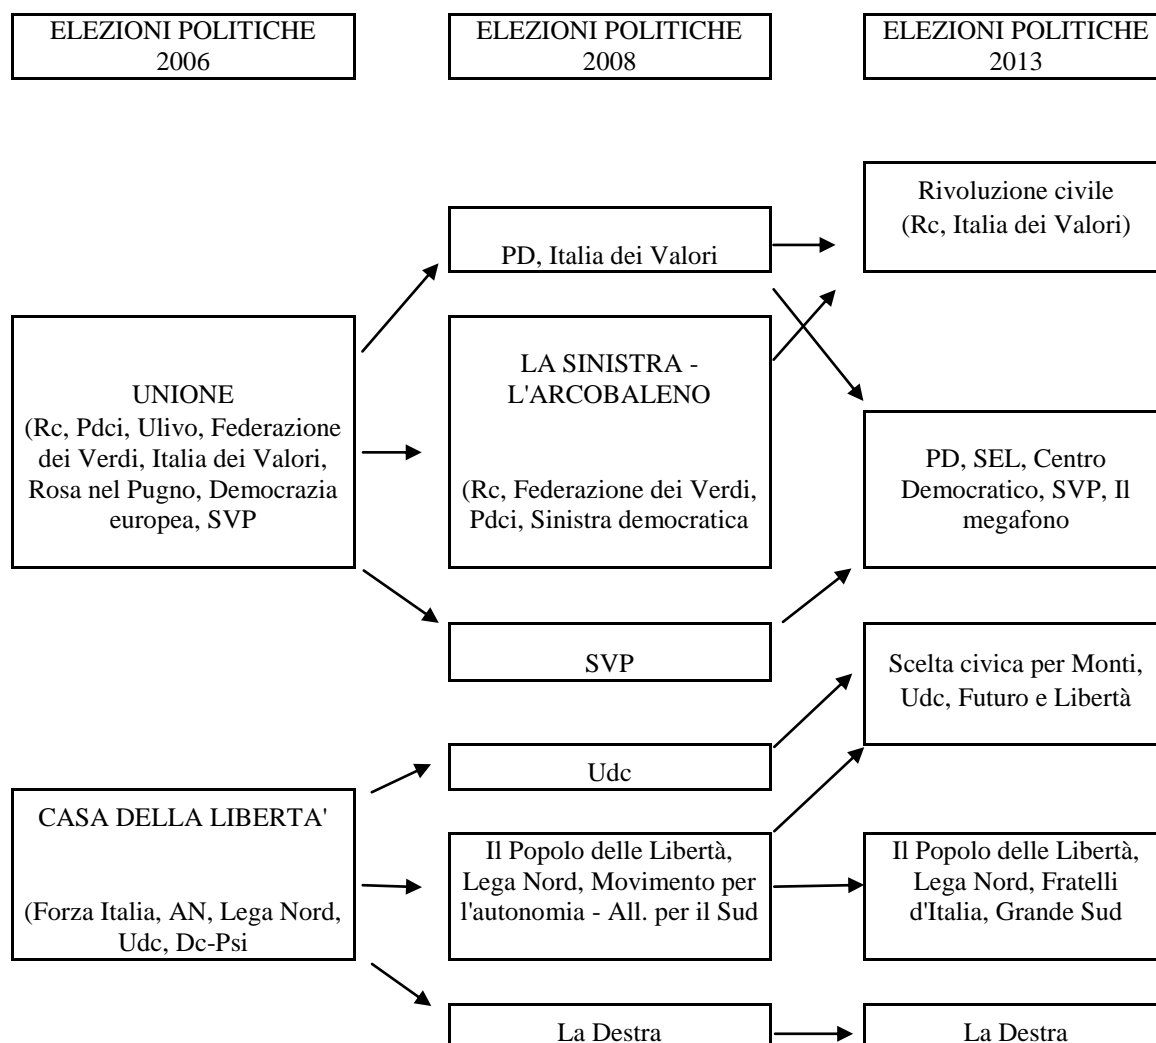 ELEZIONI POLITICHE
2006
ELEZIONI POLITICHE
2008
ELEZIONI POLITICHE
2013
UNIONE
(Rc, Pdci, Ulivo, Federazione
dei Verdi, Italia dei Valori,
Rosa nel Pugno, Democrazia
europea, SVP
CASA DELLA LIBERTA'
(Forza Italia, AN, Lega Nord,
Udc, Dc-Psi
PD, Italia dei Valori
LA SINISTRA -
L'ARCOBALENO
(Rc, Federazione dei Verdi,
Pdci, Sinistra democratica
SVP
Udc
Il Popolo delle Libertà,
Lega Nord, Movimento per
l'autonomia - All. per il Sud
La Destra
Rivoluzione civile
(Rc, Italia dei Valori)
PD, SEL, Centro
Democratico, SVP, Il
megafono
Scelta civica per Monti,
Udc, Futuro e Libertà
Il Popolo delle Libertà,
Lega Nord, Fratelli
d'Italia, Grande Sud
La Destra